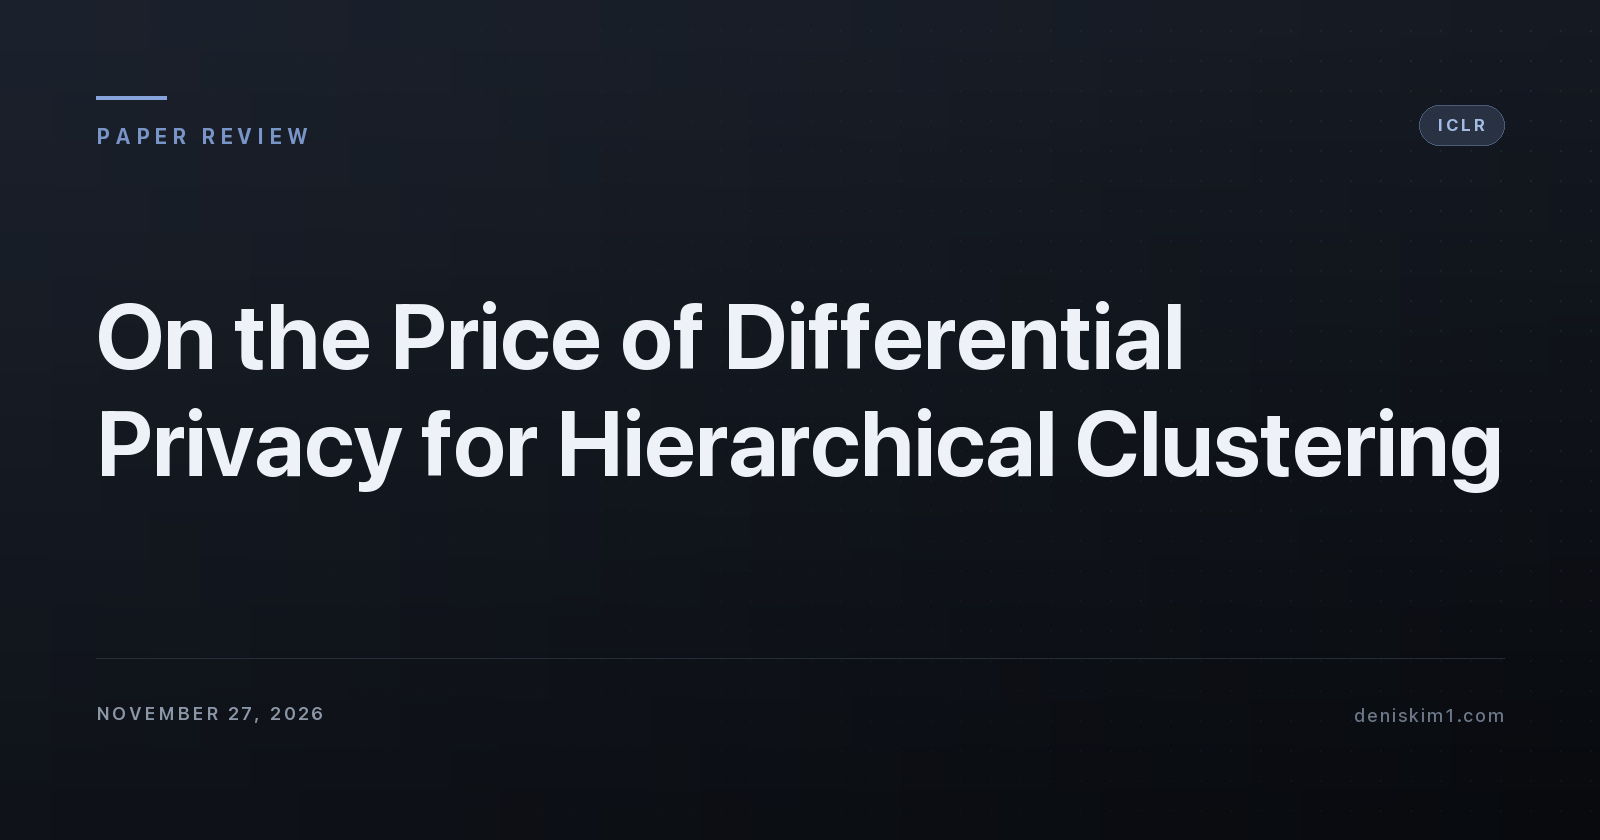 PAPER REVIEW
ICLR
On the Price of Differential
Privacy for Hierarchical Clustering
NOVEMBER 27, 2026
deniskim1.com